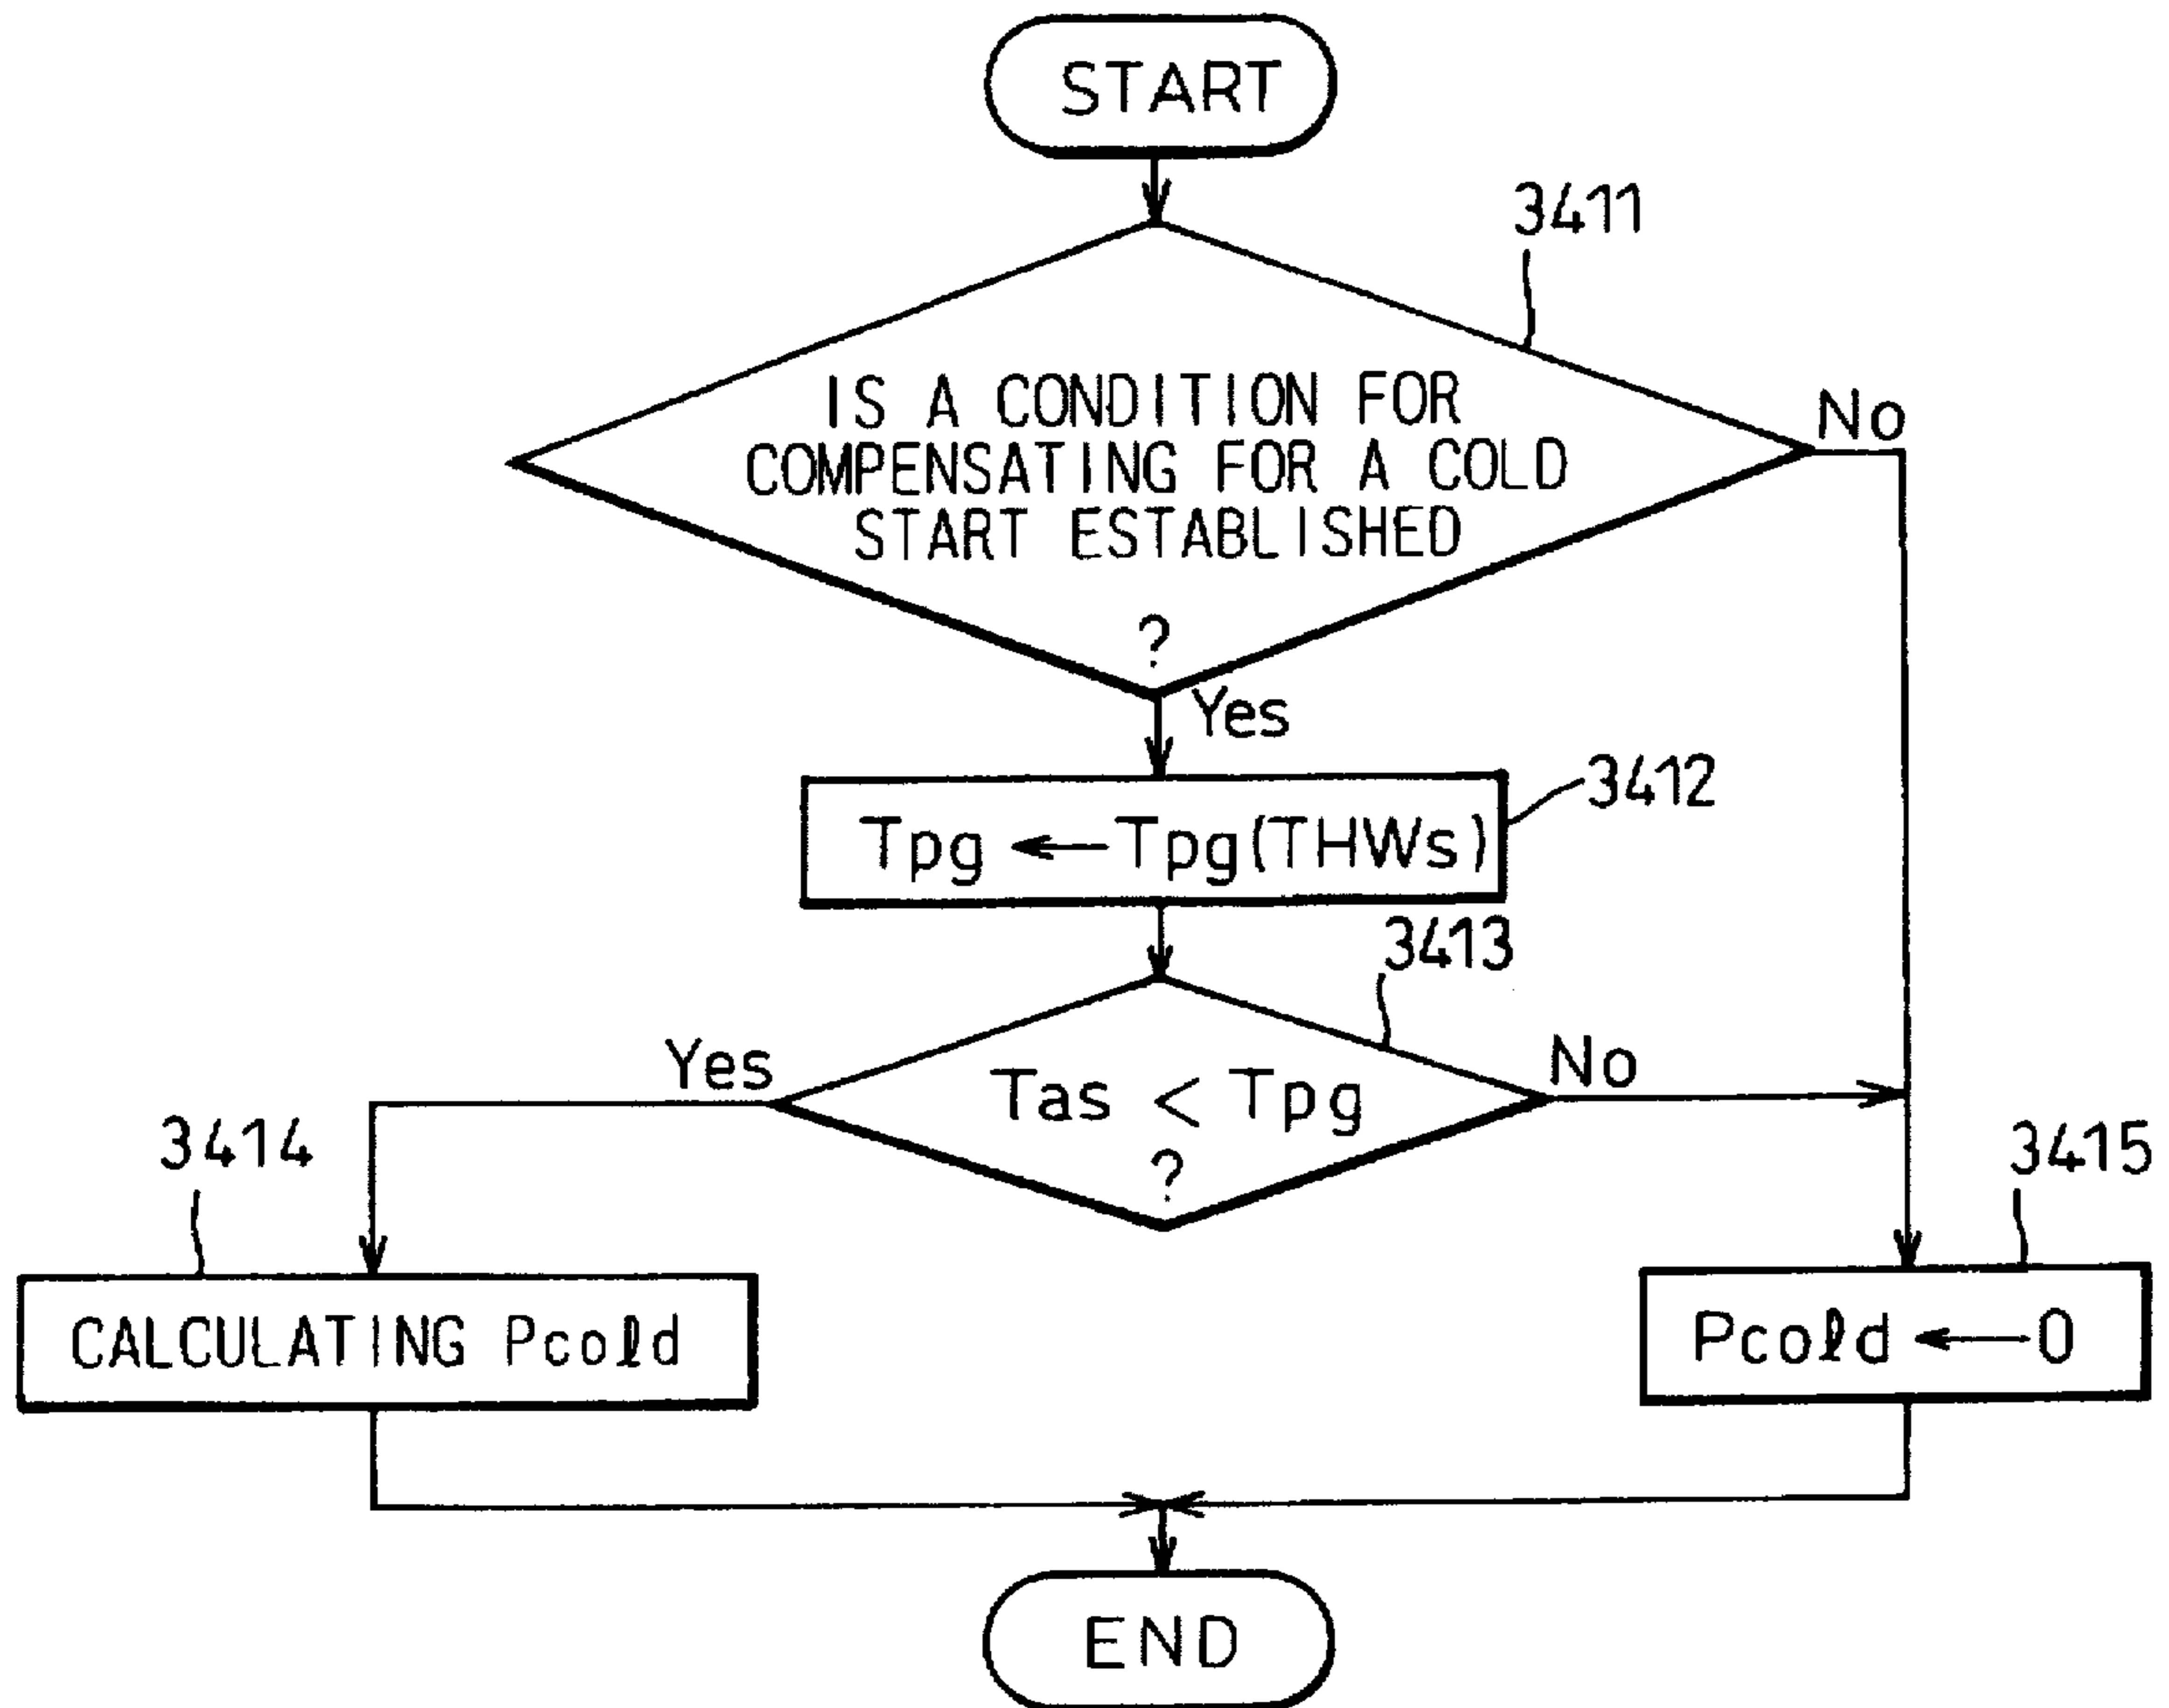 START
3411
IS A CONDITION FOR
COMPENSATING FOR A COLD
START ESTABLISHED
?
No
Yes
3412
Tpg ← Tpg(THWs)
3413
Yes
Tas < Tpg
?
No
3414
3415
CALCULATING Pcold
Pcold ← 0
END